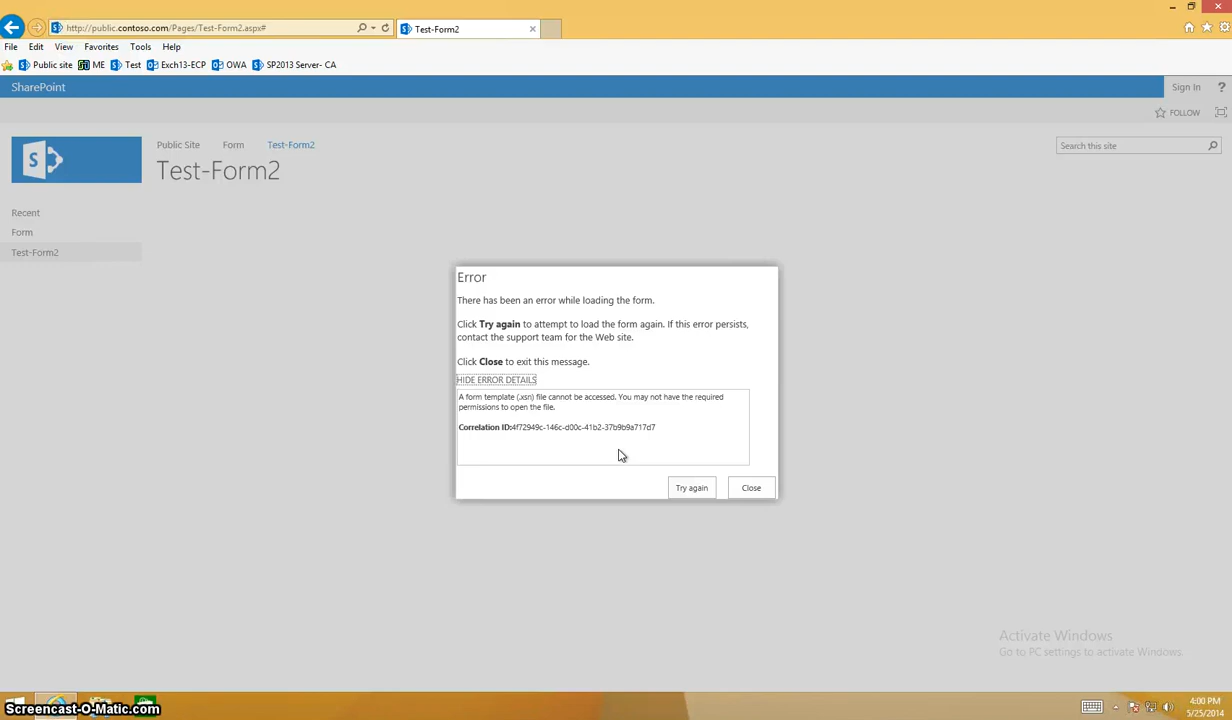 http://public.contoso.com/Pages/Test-Form2.aspx#
Test-Form2
File Edit View Favorites Tools Help
Public site ME Test Exch13-ECP OWA SP2013 Server- CA
SharePoint
Sign In ?
FOLLOW
Public Site Form Test-Form2
Search this site
Test-Form2
Recent
Form
Test-Form2
Error
There has been an error while loading the form.
Click Try again to attempt to load the form again. If this error persists,
contact the support team for the Web site.
Click Close to exit this message.
HIDE ERROR DETAILS
A form template (.xsn) file cannot be accessed. You may not have the required
permissions to open the file.
Correlation ID:4f72949c-146c-d00c-41b2-37b9b9a717d7
Try again Close
Activate Windows
Go to PC settings to activate Windows.
Screencast-O-Matic.com
4:00 PM
5/25/2014